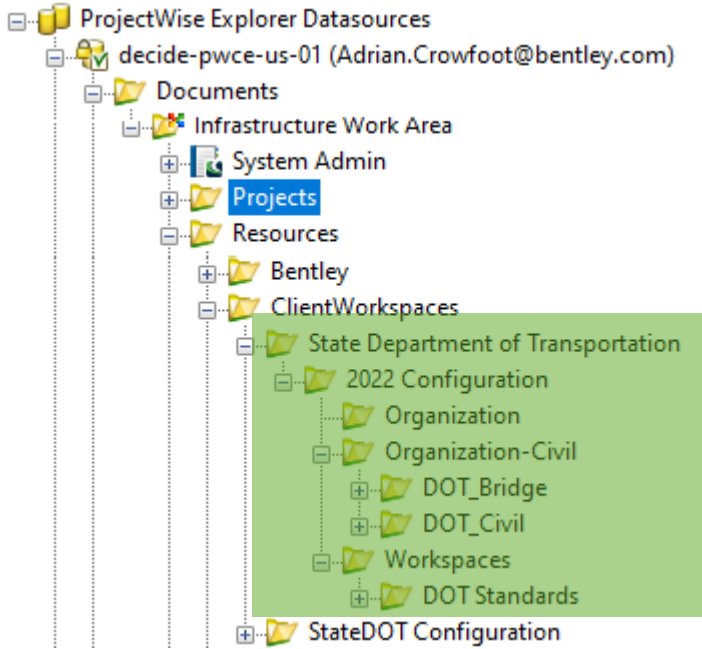 ProjectWise Explorer Datasources
decide-pwce-us-01 (Adrian.Crowfoot@bentley.com)
Documents
Infrastructure Work Area
System Admin
Projects
Resources
Bentley
ClientWorkspaces
State Department of Transportation
2022 Configuration
Organization
Organization-Civil
DOT_Bridge
DOT_Civil
Workspaces
DOT Standards
StateDOT Configuration